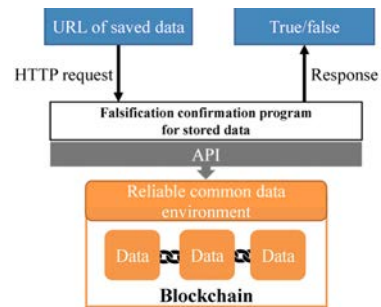 URL of saved data
True/false
HTTP request
Response
Falsification confirmation program
for stored data
API
Reliable common data
environment
Data
Data
Data
Blockchain